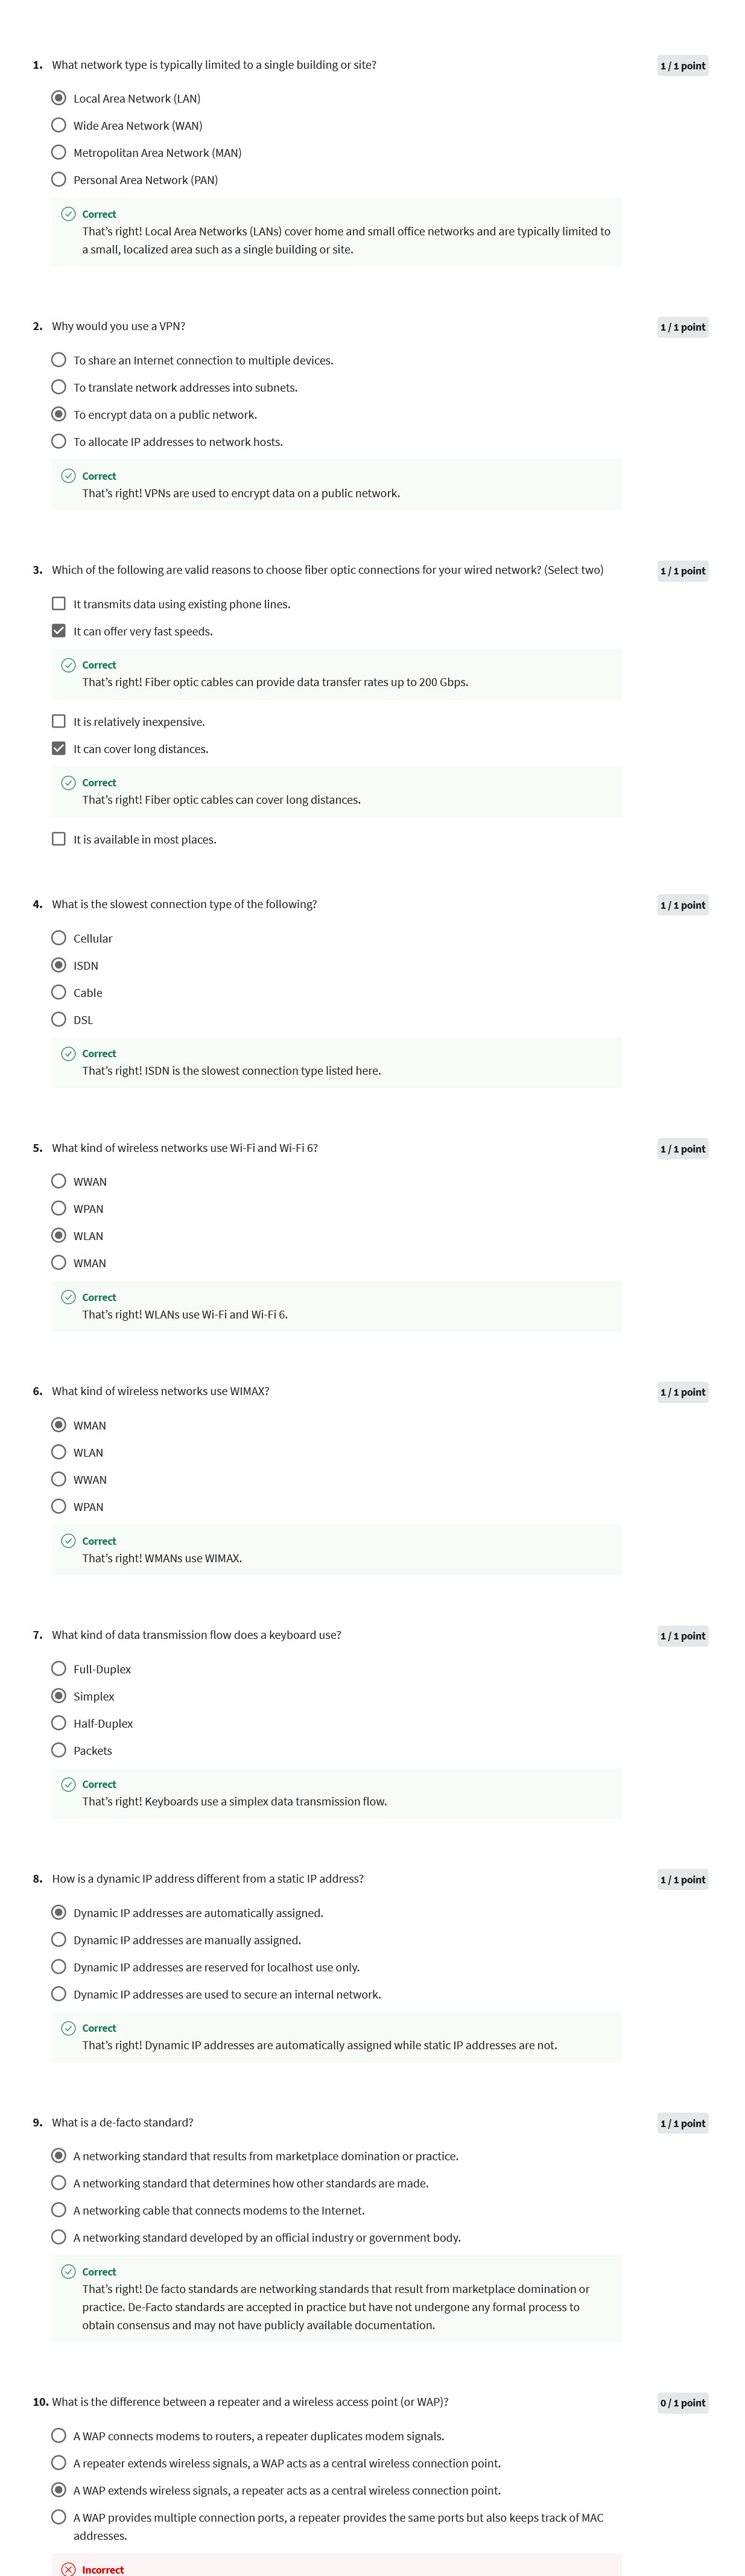 1. What network type is typically limited to a single building or site?
1 / 1 point
Local Area Network (LAN)
Wide Area Network (WAN)
Metropolitan Area Network (MAN)
Personal Area Network (PAN)
Correct
That’s right! Local Area Networks (LANs) cover home and small office networks and are typically limited to
a small, localized area such as a single building or site.
2. Why would you use a VPN?
1 / 1 point
To share an Internet connection to multiple devices.
To translate network addresses into subnets.
To encrypt data on a public network.
To allocate IP addresses to network hosts.
Correct
That’s right! VPNs are used to encrypt data on a public network.
3. Which of the following are valid reasons to choose fiber optic connections for your wired network? (Select two)
1 / 1 point
It transmits data using existing phone lines.
It can offer very fast speeds.
Correct
That’s right! Fiber optic cables can provide data transfer rates up to 200 Gbps.
It is relatively inexpensive.
It can cover long distances.
Correct
That’s right! Fiber optic cables can cover long distances.
It is available in most places.
4. What is the slowest connection type of the following?
1 / 1 point
Cellular
ISDN
Cable
DSL
Correct
That’s right! ISDN is the slowest connection type listed here.
5. What kind of wireless networks use Wi-Fi and Wi-Fi 6?
1 / 1 point
WWAN
WPAN
WLAN
WMAN
Correct
That’s right! WLANs use Wi-Fi and Wi-Fi 6.
6. What kind of wireless networks use WIMAX?
1 / 1 point
WMAN
WLAN
WWAN
WPAN
Correct
That’s right! WMANs use WIMAX.
7. What kind of data transmission flow does a keyboard use?
1 / 1 point
Full-Duplex
Simplex
Half-Duplex
Packets
Correct
That’s right! Keyboards use a simplex data transmission flow.
8. How is a dynamic IP address different from a static IP address?
1 / 1 point
Dynamic IP addresses are automatically assigned.
Dynamic IP addresses are manually assigned.
Dynamic IP addresses are reserved for localhost use only.
Dynamic IP addresses are used to secure an internal network.
Correct
That’s right! Dynamic IP addresses are automatically assigned while static IP addresses are not.
9. What is a de-facto standard?
1 / 1 point
A networking standard that results from marketplace domination or practice.
A networking standard that determines how other standards are made.
A networking cable that connects modems to the Internet.
A networking standard developed by an official industry or government body.
Correct
That’s right! De facto standards are networking standards that result from marketplace domination or
practice. De-Facto standards are accepted in practice but have not undergone any formal process to
obtain consensus and may not have publicly available documentation.
10. What is the difference between a repeater and a wireless access point (or WAP)?
0 / 1 point
A WAP connects modems to routers, a repeater duplicates modem signals.
A repeater extends wireless signals, a WAP acts as a central wireless connection point.
A WAP extends wireless signals, a repeater acts as a central wireless connection point.
A WAP provides multiple connection ports, a repeater provides the same ports but also keeps track of MAC
addresses.
Incorrect